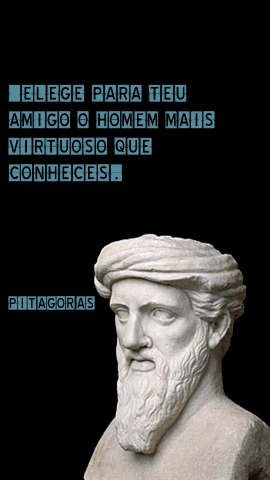 ELEGE PARA TEU
AMIGO O HOMEM MAIS
VIRTUOSO QUE
CONHECES.
PITAGORAS